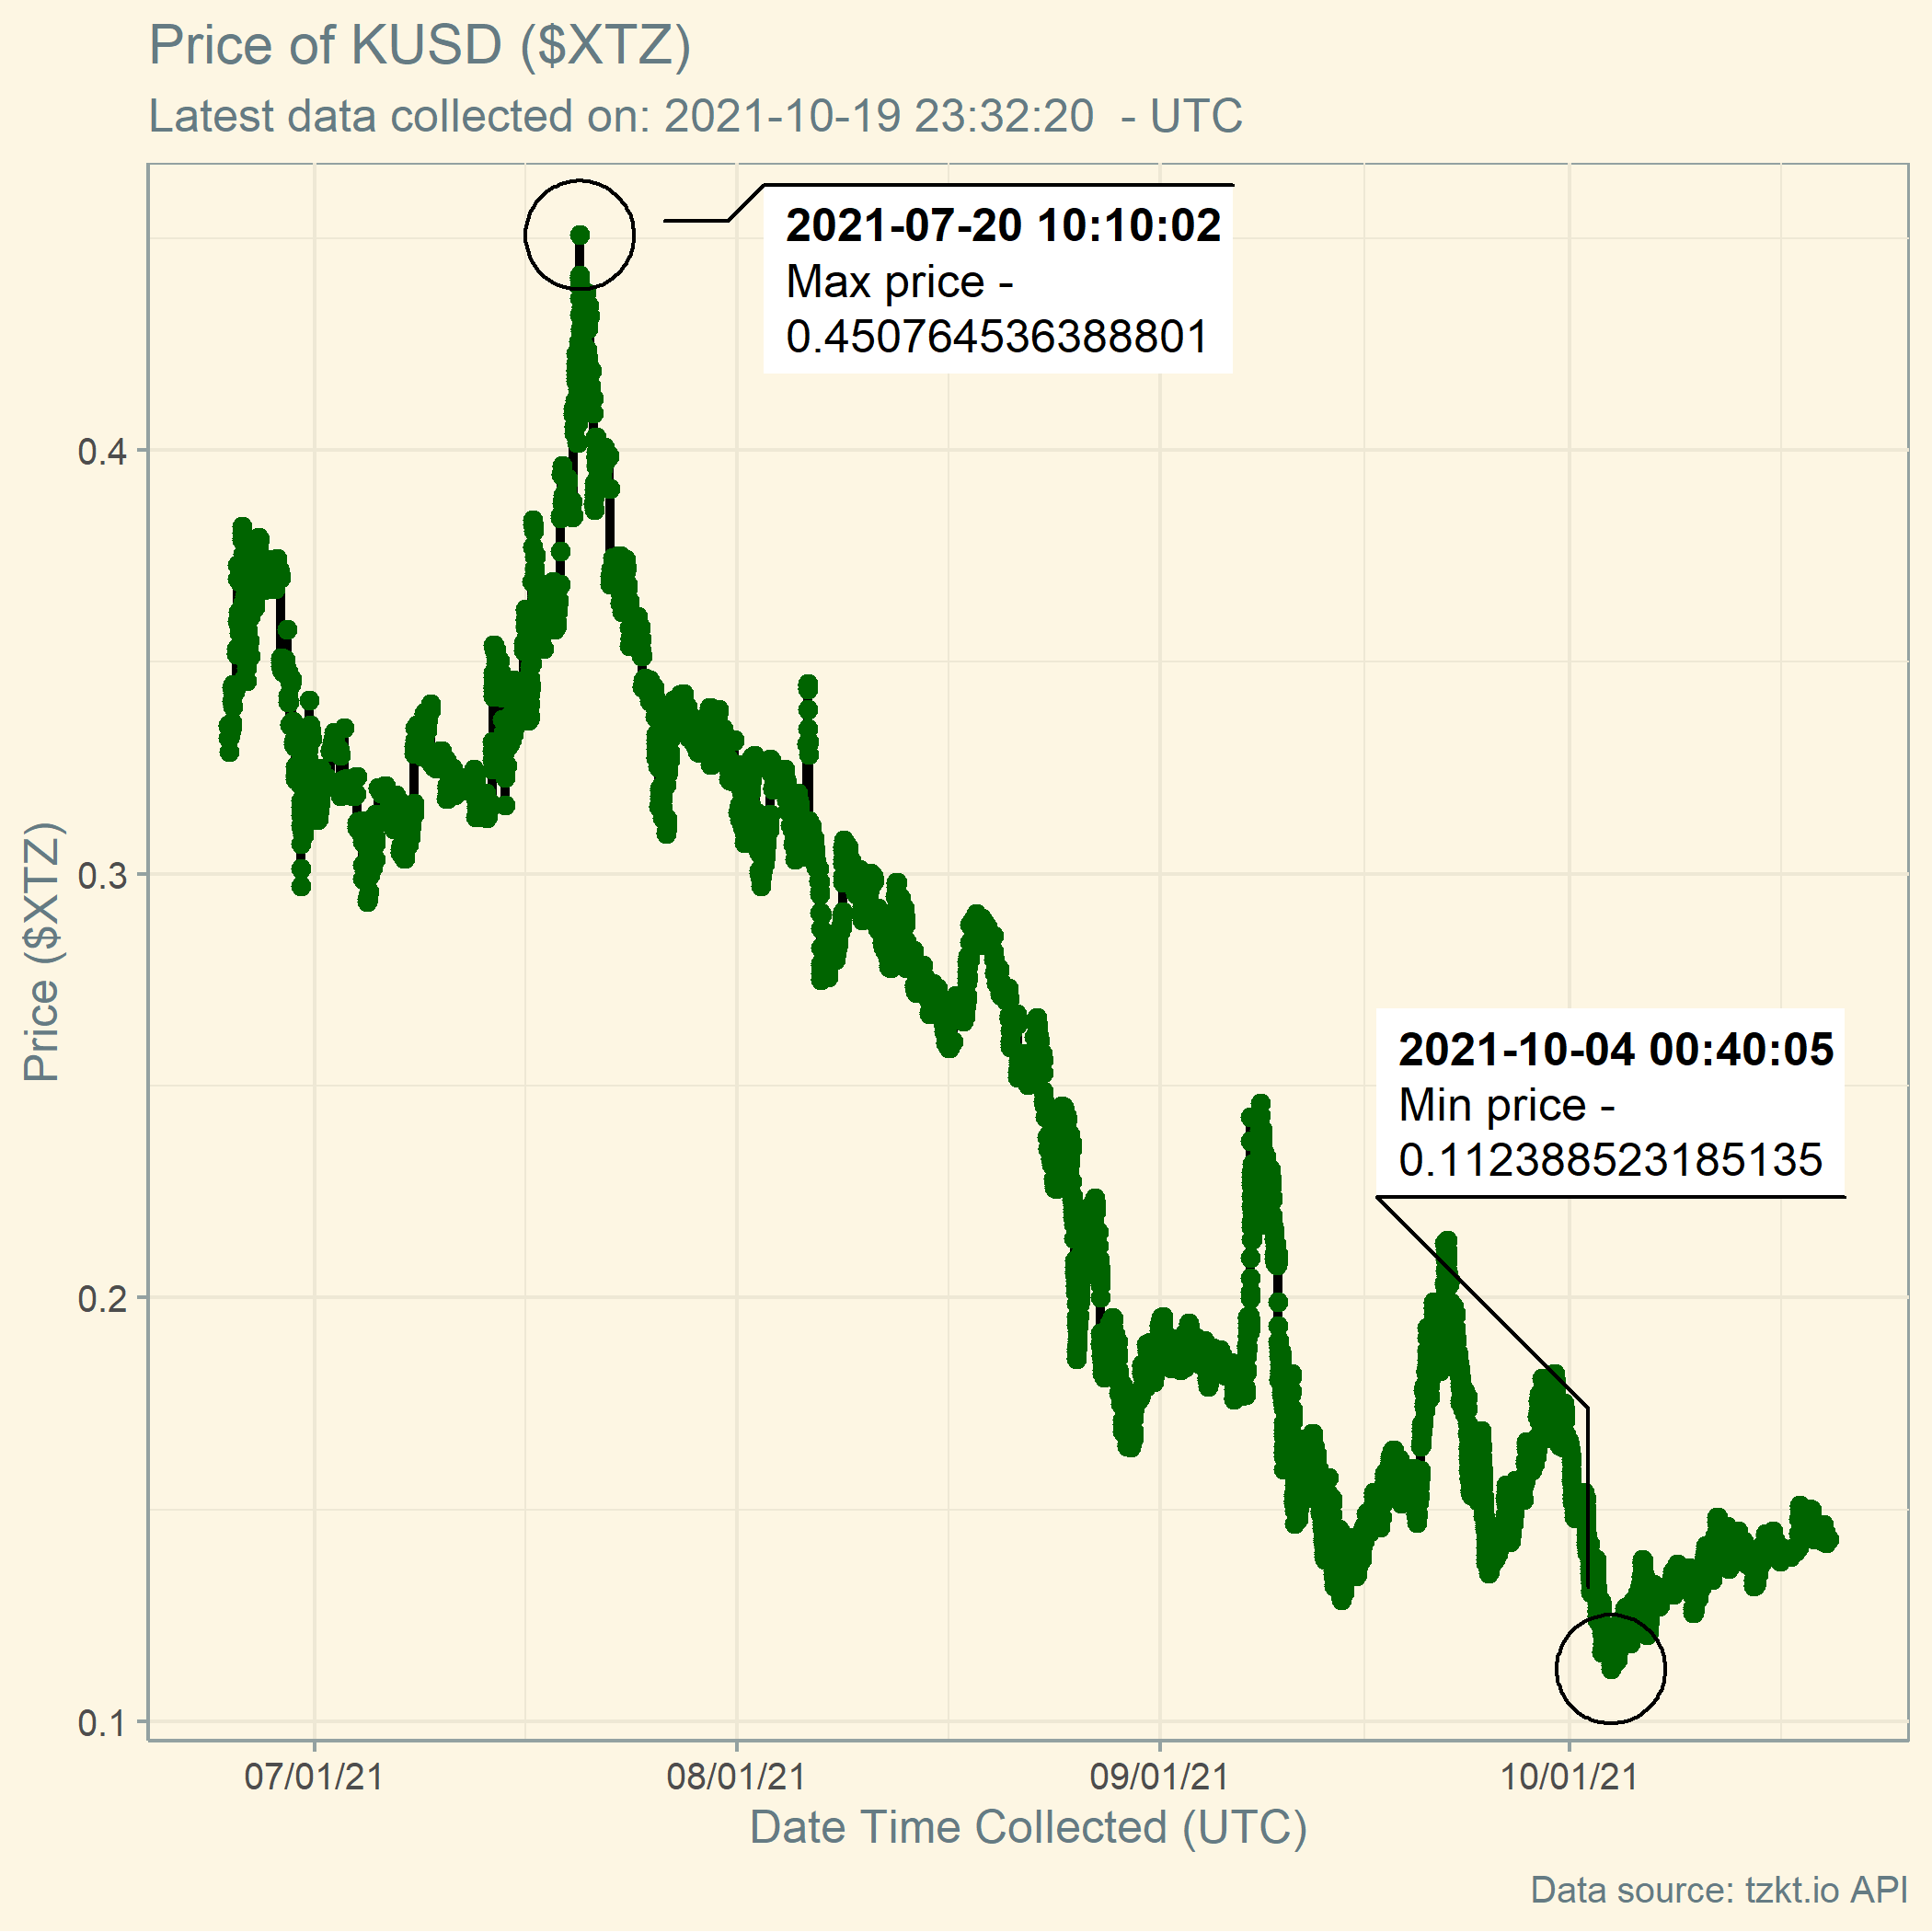 Price of KUSD ($XTZ)
Latest data collected on: 2021-10-19 23:32:20  - UTC
2021-07-20 10:10:02
Max price -
0.450764536388801
0.4
0.3
0.2
0.1
Price ($XTZ)
2021-10-04 00:40:05
Min price -
0.112388523185135
07/01/21 08/01/21 09/01/21 10/01/21
Date Time Collected (UTC)
Data source: tzkt.io API